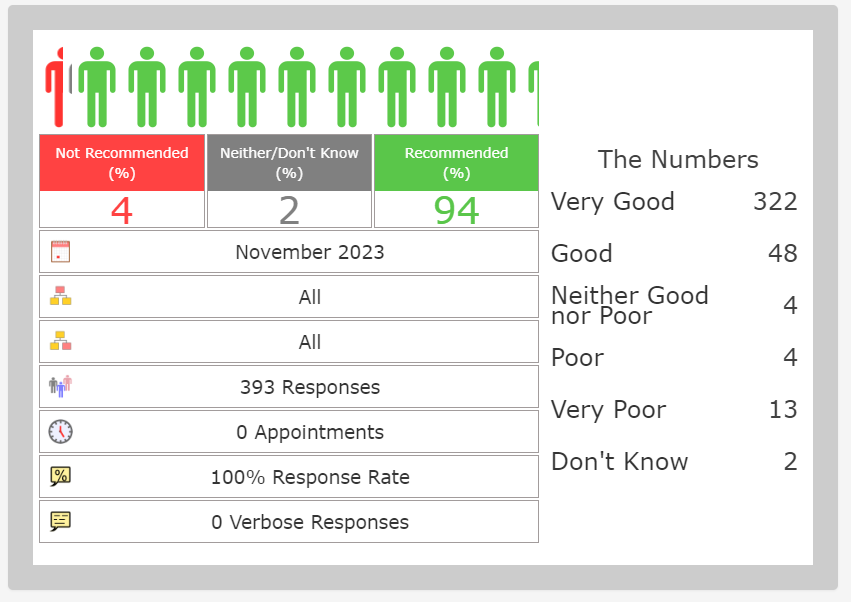 Not Recommended
(%)
Neither/Don't Know
(%)
Recommended
(%)
4
2
94
November 2023
All
All
393 Responses
0 Appointments
100% Response Rate
0 Verbose Responses
The Numbers
Very Good 322
Good 48
Neither Good
nor Poor 4
Poor 4
Very Poor 13
Don't Know 2